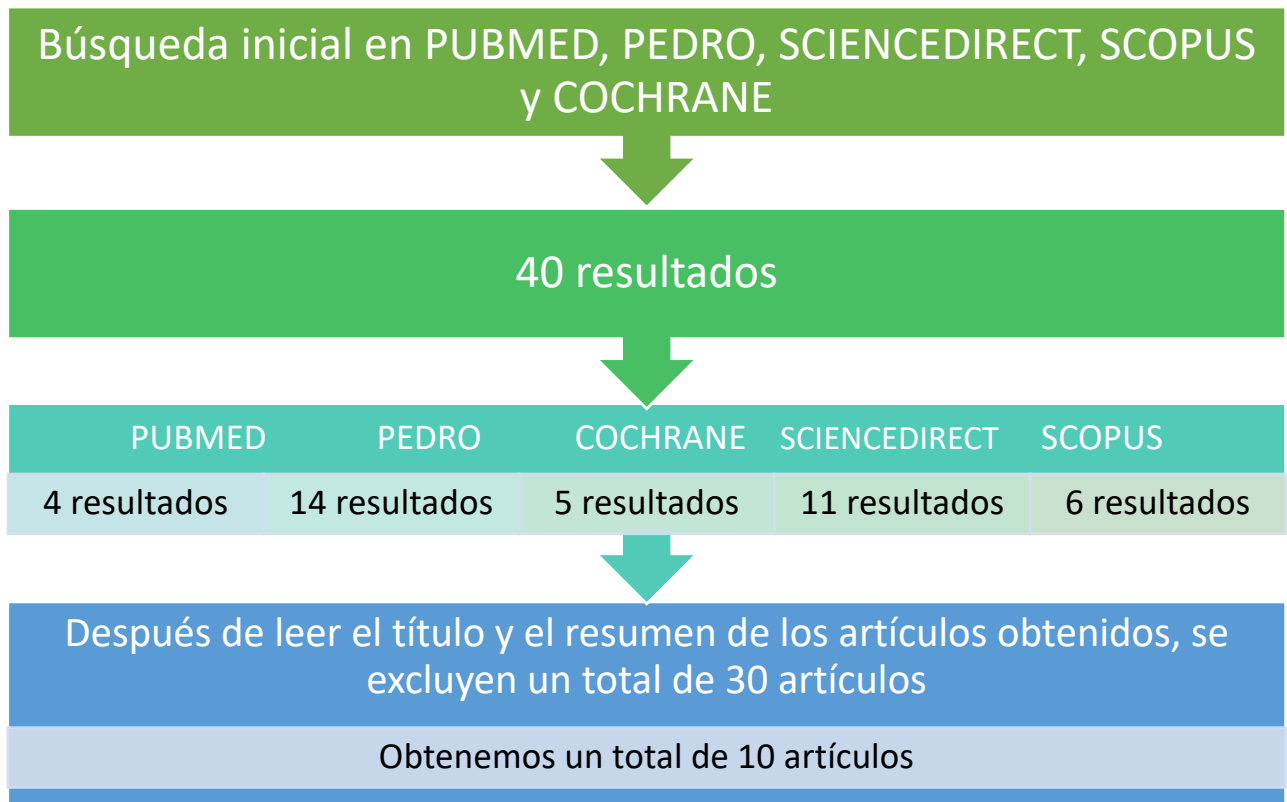 Búsqueda inicial en PUBMED, PEDRO, SCIENCEDIRECT, SCOPUS
y COCHRANE
40 resultados
PUBMED PEDRO COCHRANE SCIENCEDIRECT SCOPUS
4 resultados 14 resultados 5 resultados 11 resultados 6 resultados
Después de leer el título y el resumen de los artículos obtenidos, se
excluyen un total de 30 artículos
Obtenemos un total de 10 artículos